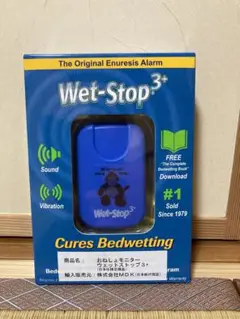 The Original Enuresis Alarm
Wet-Stop3+
Sound
Vibration
FREE
"The Complete
Bedwetting Book"
Download
#1
Sold
Since 1979
Wet-Stop3
Cures Bedwetting
商品名: おねしょモニター
ウェットストップ3+
輸入販売元: 株式会社MDK